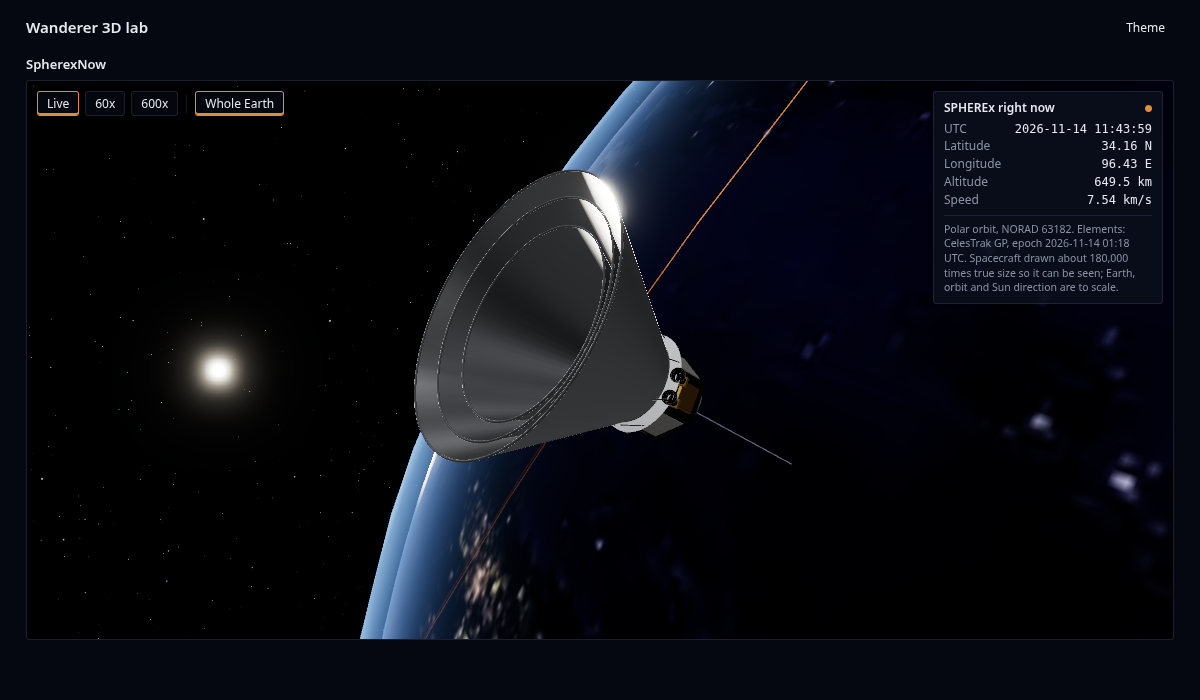 Wanderer 3D lab
Theme
SpherexNow
Live 60x 600x Whole Earth
SPHEREx right now
UTC 2026-11-14 11:43:59
Latitude 34.16 N
Longitude 96.43 E
Altitude 649.5 km
Speed 7.54 km/s
Polar orbit, NORAD 63182. Elements:
CelesTrak GP, epoch 2026-11-14 01:18
UTC. Spacecraft drawn about 180,000
times true size so it can be seen; Earth,
orbit and Sun direction are to scale.